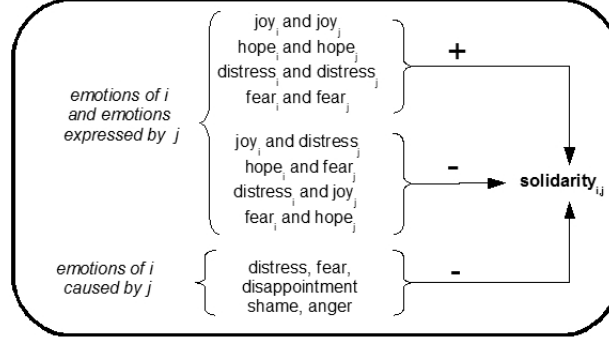 joy_i and joy_j
hope_i and hope_j
distress_i and distress_j
fear_i and fear_j
+
emotions of i
and emotions
expressed by j
joy_i and distress_j
hope_i and fear_j
distress_i and joy_j
fear_i and hope_j
-
solidarity_i,j
emotions of i
caused by j
distress, fear,
disappointment
shame, anger
-